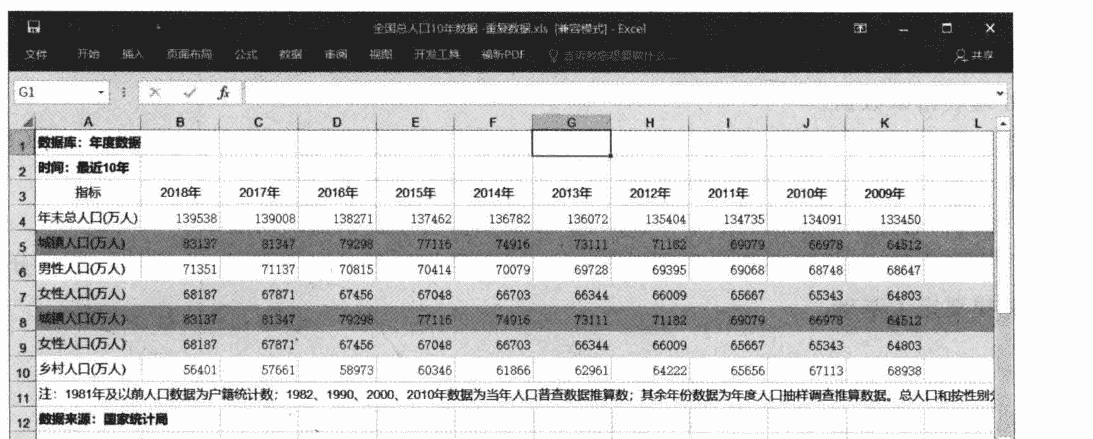 全国总人口10年数据 -重复数据.xls [兼容模式] - Excel
文件 开始 插入 页面布局 公式 数据 审阅 视图 开发工具 福昕PDF 告诉我您想要做什么... 共享
G1 fx
A B C D E F G H I J K L
1 数据库：年度数据
2 时间：最近10年
3 指标 2018年 2017年 2016年 2015年 2014年 2013年 2012年 2011年 2010年 2009年
4 年末总人口(万人) 139538 139008 138271 137462 136782 136072 135404 134735 134091 133450
5 城镇人口(万人) 83137 81347 79298 77116 74916 73111 71182 69079 66978 64512
6 男性人口(万人) 71351 71137 70815 70414 70079 69728 69395 69068 68748 68647
7 女性人口(万人) 68187 67871 67456 67048 66703 66344 66009 65667 65343 64803
8 城镇人口(万人) 83137 81347 79298 77116 74916 73111 71182 69079 66978 64512
9 女性人口(万人) 68187 67871 67456 67048 66703 66344 66009 65667 65343 64803
10 乡村人口(万人) 56401 57661 58973 60346 61866 62961 64222 65656 67113 68938
11 注：1981年及以前人口数据为户籍统计数；1982、1990、2000、2010年数据为当年人口普查数据推算数；其余年份数据为年度人口抽样调查推算数据。总人口和按性别分
12 数据来源：国家统计局